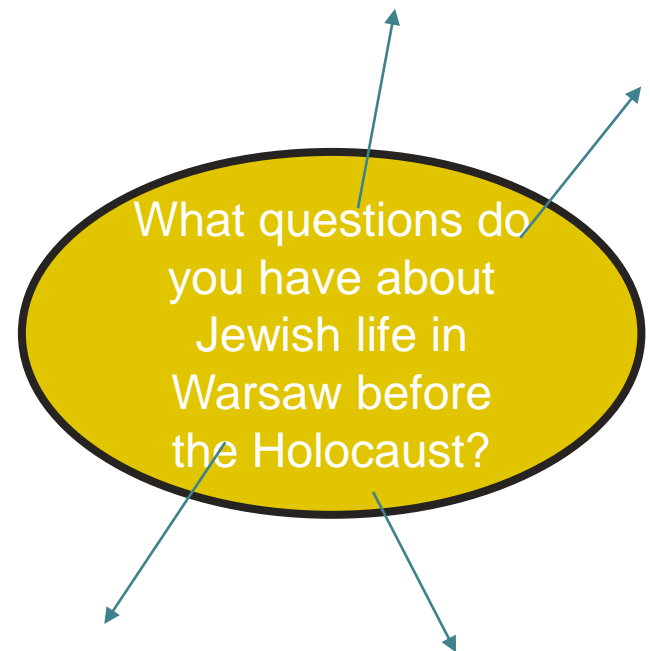 What questions do
you have about
Jewish life in
Warsaw before
the Holocaust?